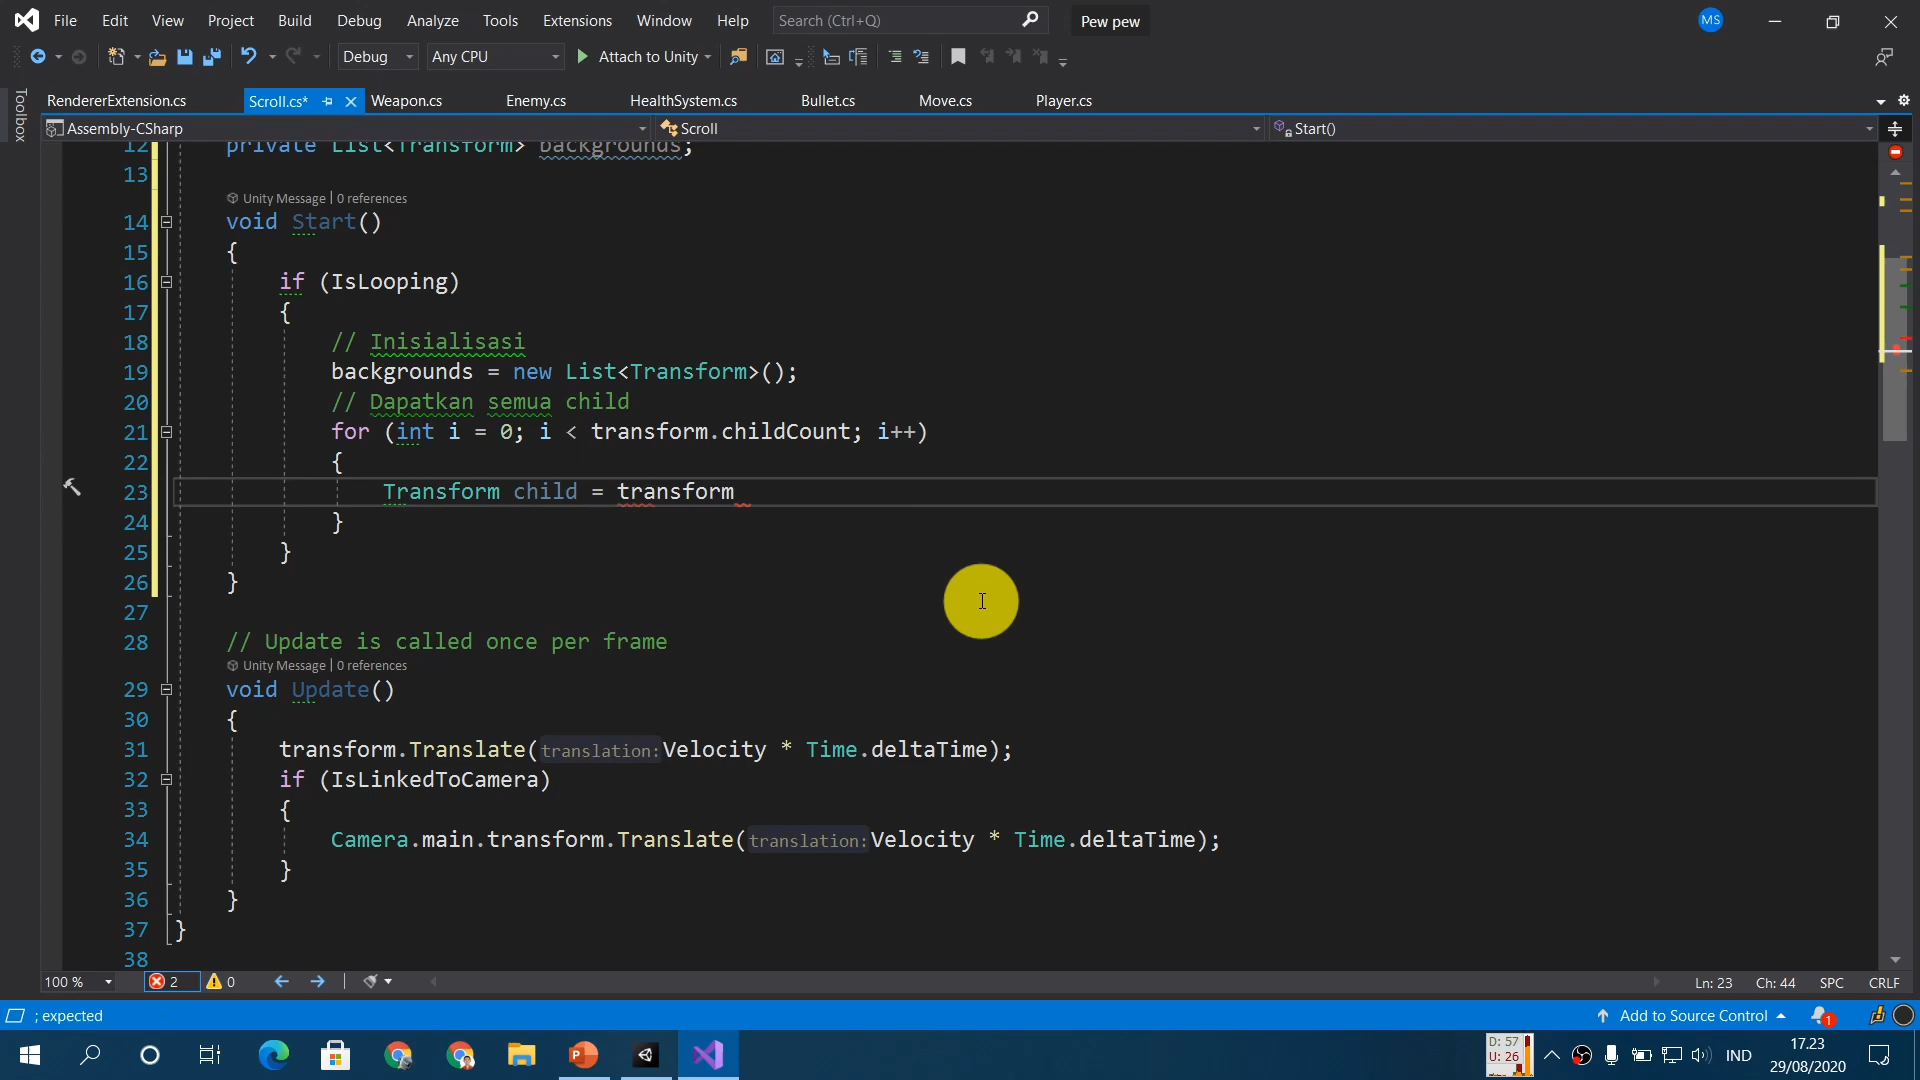 File Edit View Project Build Debug Analyze Tools Extensions Window Help Search (Ctrl+Q) Pew pew MS
Debug Any CPU Attach to Unity
Toolbox
RendererExtension.cs Scroll.cs* Weapon.cs Enemy.cs HealthSystem.cs Bullet.cs Move.cs Player.cs
Assembly-CSharp Scroll Start()
12 private List<Transform> backgrounds;
13
Unity Message | 0 references
14 void Start()
15 {
16 if (IsLooping)
17 {
18 // Inisialisasi
19 backgrounds = new List<Transform>();
20 // Dapatkan semua child
21 for (int i = 0; i < transform.childCount; i++)
22 {
23 Transform child = transform
24 }
25 }
26 }
27
28 // Update is called once per frame
Unity Message | 0 references
29 void Update()
30 {
31 transform.Translate(translation:Velocity * Time.deltaTime);
32 if (IsLinkedToCamera)
33 {
34 Camera.main.transform.Translate(translation:Velocity * Time.deltaTime);
35 }
36 }
37 }
38
100 % 2 0 Ln: 23 Ch: 44 SPC CRLF
; expected Add to Source Control 1
D: 57
U: 26
IND
17.23
29/08/2020